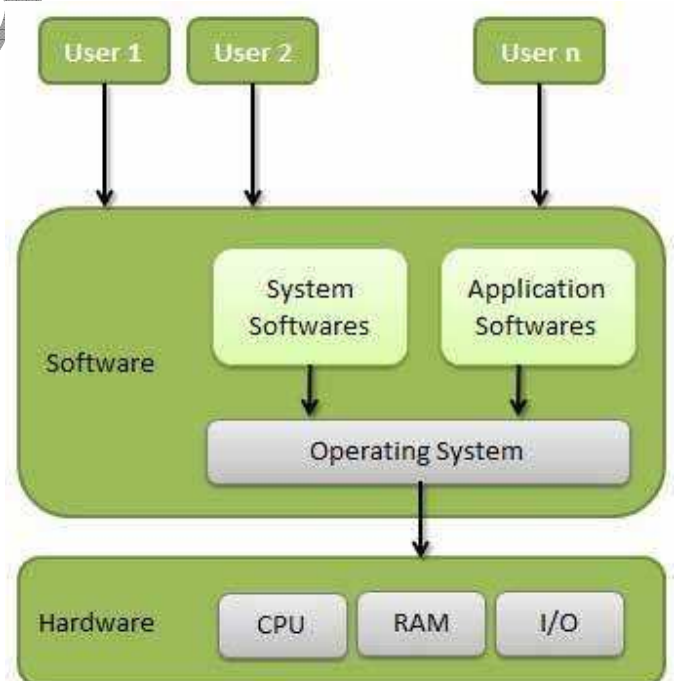 User 1
User 2
User n
System
Softwares
Application
Softwares
Software
Operating System
Hardware
CPU
RAM
I/O